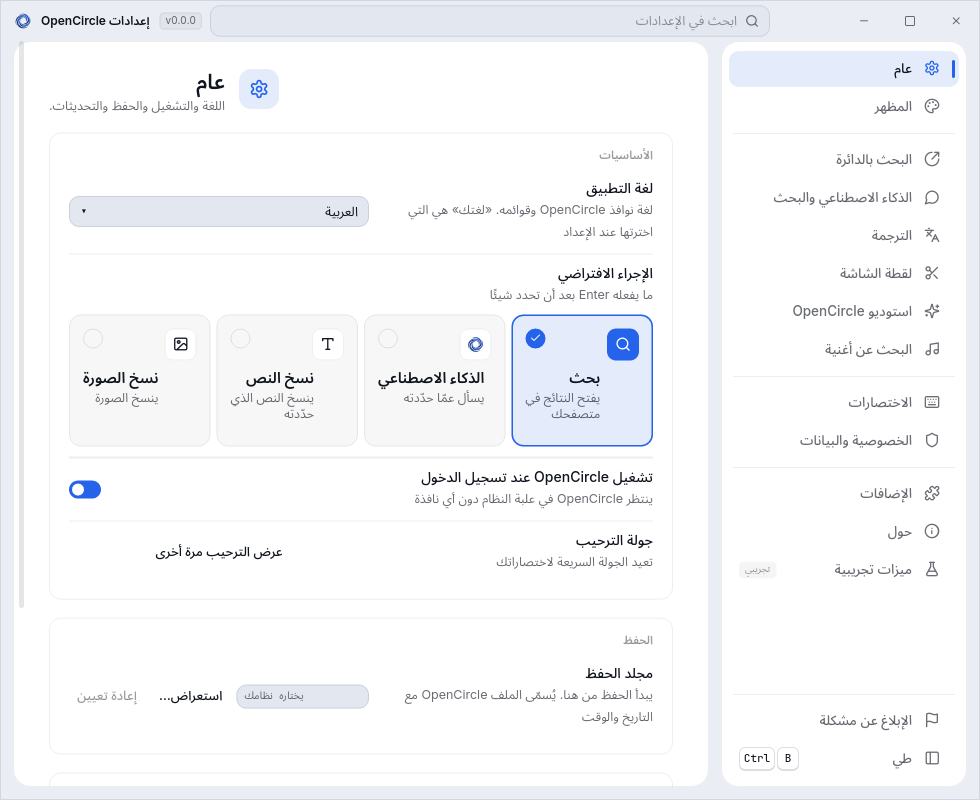 إعدادات OpenCircle
v0.0.0
ابحث في الإعدادات
عام
المظهر
البحث بالدائرة
الذكاء الاصطناعي والبحث
الترجمة
لقطة الشاشة
استوديو OpenCircle
البحث عن أغنية
الاختصارات
الخصوصية والبيانات
الإضافات
حول
ميزات تجريبية
تجريبي
الإبلاغ عن مشكلة
طي
Ctrl B
عام
اللغة والتشغيل والحفظ والتحديثات.
الأساسيات
لغة التطبيق
لغة نوافذ OpenCircle وقوائمه. «لغتك» هي التي
اخترتها عند الإعداد
العربية
الإجراء الافتراضي
ما يفعله Enter بعد أن تحدد شيئًا
بحث
يفتح النتائج في
متصفحك
الذكاء الاصطناعي
يسأل عمّا حدّدته
نسخ النص
ينسخ النص الذي
حدّدته
نسخ الصورة
ينسخ الصورة
تشغيل OpenCircle عند تسجيل الدخول
ينتظر OpenCircle في علبة النظام دون أي نافذة
جولة الترحيب
تعيد الجولة السريعة لاختصاراتك
عرض الترحيب مرة أخرى
الحفظ
مجلد الحفظ
يبدأ الحفظ من هنا. يُسمّى الملف OpenCircle مع
التاريخ والوقت
يختاره نظامك
استعراض...
إعادة تعيين